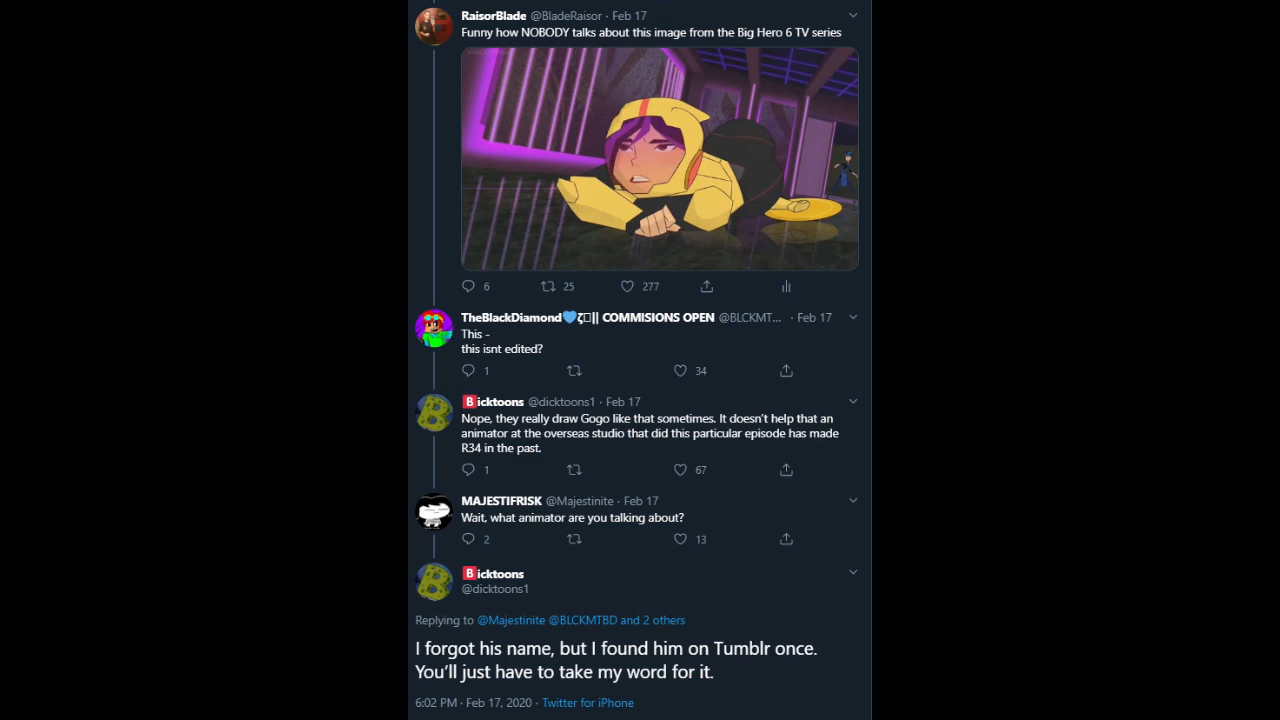 RaisorBlade @BladeRaisor · Feb 17
Funny how NOBODY talks about this image from the Big Hero 6 TV series
6 25 277
TheBlackDiamond💙ζ▯|| COMMISIONS OPEN @BLCKMT... · Feb 17
This -
this isnt edited?
1 34
🅱icktoons @dicktoons1 · Feb 17
Nope, they really draw Gogo like that sometimes. It doesn't help that an
animator at the overseas studio that did this particular episode has made
R34 in the past.
1 67
MAJESTIFRISK @Majestinite · Feb 17
Wait, what animator are you talking about?
2 13
🅱icktoons
@dicktoons1
Replying to @Majestinite @BLCKMTBD and 2 others
I forgot his name, but I found him on Tumblr once.
You'll just have to take my word for it.
6:02 PM · Feb 17, 2020 · Twitter for iPhone